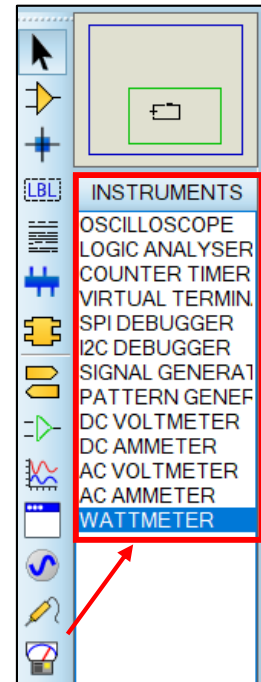 LBL
INSTRUMENTS
OSCILLOSCOPE
LOGIC ANALYSER
COUNTER TIMER
VIRTUAL TERMIN
SPI DEBUGGER
I2C DEBUGGER
SIGNAL GENERAT
PATTERN GENER
DC VOLTMETER
DC AMMETER
AC VOLTMETER
AC AMMETER
WATTMETER